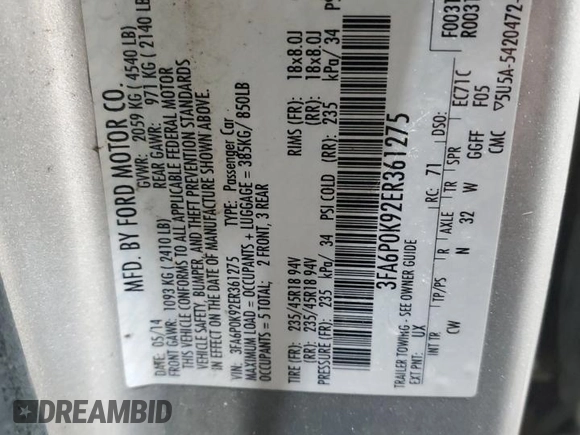 MFD. BY FORD MOTOR CO.
DATE: 05/14
GVWR: 2059 KG ( 4540 LB)
FRONT GAWR: 1093 KG ( 2410 LB)
REAR GAWR: 971 KG ( 2140 LB)
THIS VEHICLE CONFORMS TO ALL APPLICABLE FEDERAL MOTOR
VEHICLE SAFETY, BUMPER, AND THEFT PREVENTION STANDARDS
IN EFFECT ON THE DATE OF MANUFACTURE SHOWN ABOVE.
VIN: 3FA6P0K92ER361275
TYPE: Passenger Car
MAXIMUM LOAD = OCCUPANTS + LUGGAGE = 385KG/ 850LB
OCCUPANTS = 5 TOTAL; 2 FRONT, 3 REAR
TIRE (FR): 235/45R18 94V RIMS (FR): 18x8.0J
(RR): 235/45R18 94V (RR): 18x8.0J
PRESSURE (FR): 235 kPa/ 34 PSI COLD (RR): 235 kPa/ 34
3FA6P0K92ER361275
TRAILER TOWING - SEE OWNER GUIDE
EXT PNT: UX RC: 71 DSO:
INT TR TP/PS R AXLE TR SPR
CW N 32 W GGFF
EC71C
F05
CMC
5U5A-5420472-
DREAMBID